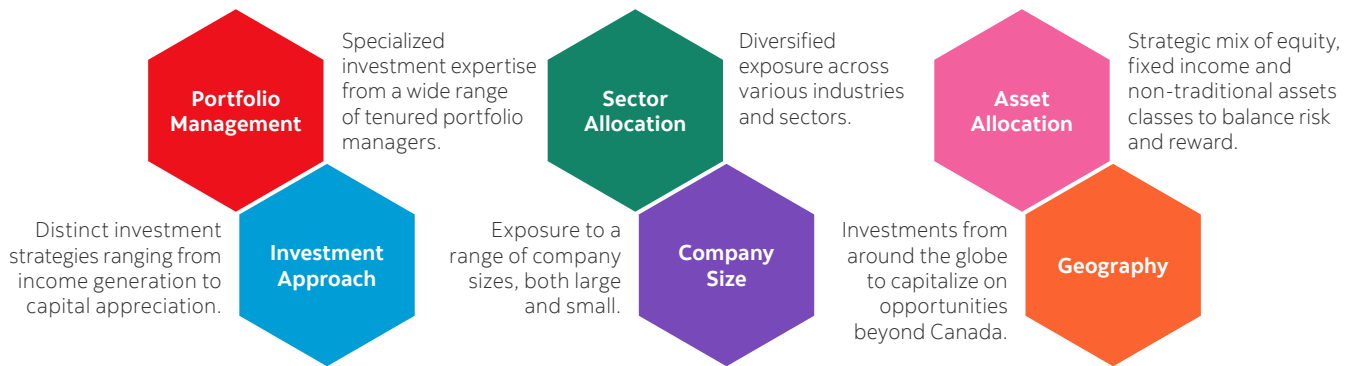 Portfolio
Management
Specialized
investment expertise
from a wide range
of tenured portfolio
managers.
Distinct investment
strategies ranging from
income generation to
capital appreciation.
Investment
Approach
Sector
Allocation
Diversified
exposure across
various industries
and sectors.
Exposure to a
range of company
sizes, both large
and small.
Company
Size
Asset
Allocation
Strategic mix of equity,
fixed income and
non-traditional assets
classes to balance risk
and reward.
Investments from
around the globe
to capitalize on
opportunities
beyond Canada.
Geography